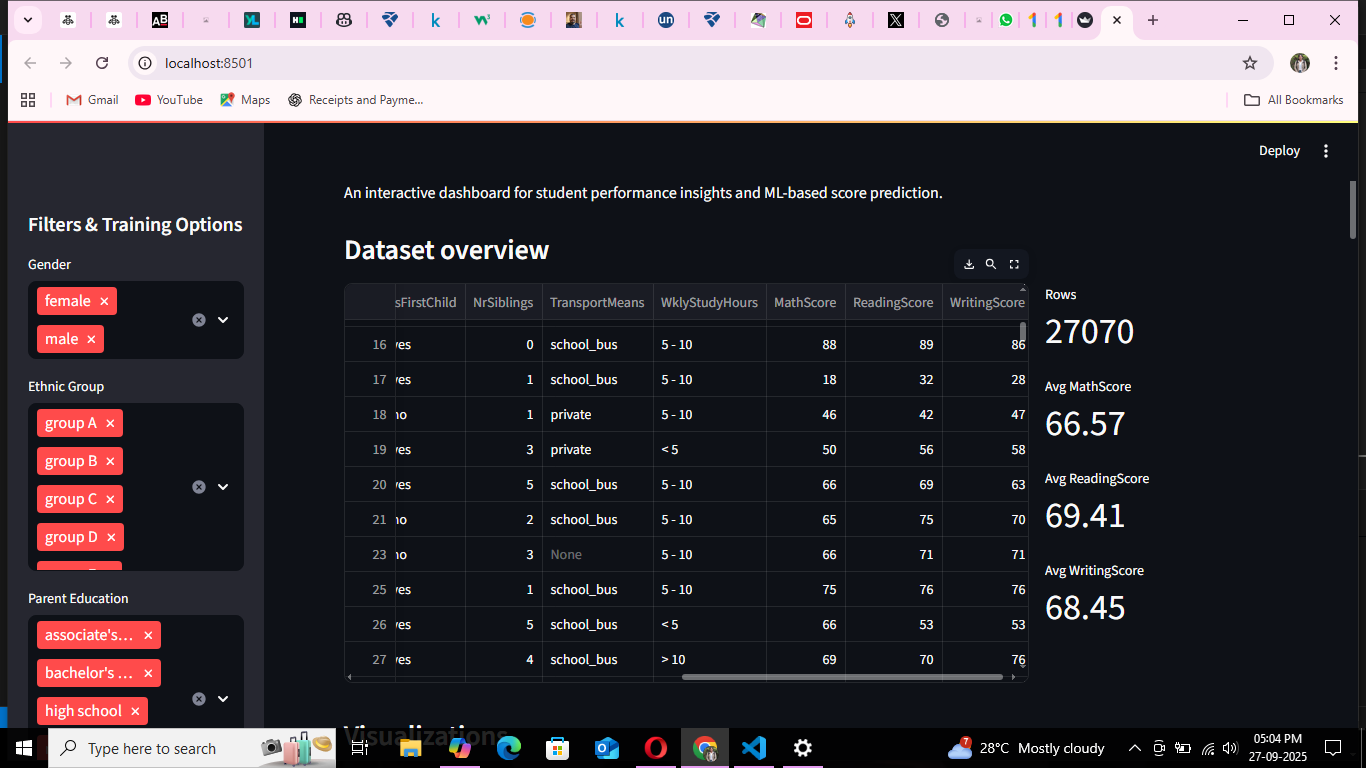 localhost:8501
Gmail
YouTube
Maps
Receipts and Payme...
All Bookmarks
Deploy
Filters & Training Options
Gender
female
male
Ethnic Group
group A
group B
group C
group D
Parent Education
associate's...
bachelor's ...
high school
An interactive dashboard for student performance insights and ML-based score prediction.
Dataset overview
sFirstChild NrSiblings TransportMeans WklyStudyHours MathScore ReadingScore WritingScore
16 yes 0 school_bus 5 - 10 88 89 86
17 yes 1 school_bus 5 - 10 18 32 28
18 no 1 private 5 - 10 46 42 47
19 yes 3 private < 5 50 56 58
20 yes 5 school_bus 5 - 10 66 69 63
21 no 2 school_bus 5 - 10 65 75 70
23 no 3 None 5 - 10 66 71 71
25 yes 1 school_bus 5 - 10 75 76 76
26 yes 5 school_bus < 5 66 53 53
27 yes 4 school_bus > 10 69 70 76
Rows
27070
Avg MathScore
66.57
Avg ReadingScore
69.41
Avg WritingScore
68.45
Visualizations
Type here to search
28°C Mostly cloudy
05:04 PM
27-09-2025